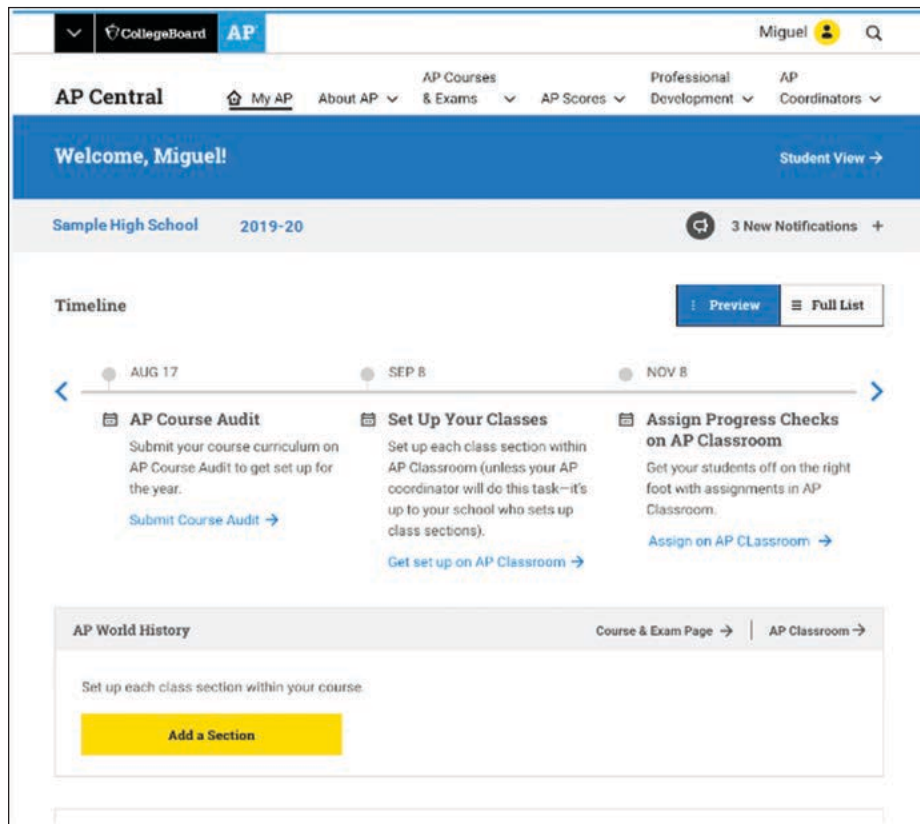 CollegeBoard AP Miguel
AP Central My AP About AP AP Courses & Exams AP Scores Professional Development AP Coordinators
Welcome, Miguel! Student View →
Sample High School 2019-20 3 New Notifications +
Timeline Preview Full List
AUG 17
AP Course Audit
Submit your course curriculum on
AP Course Audit to get set up for
the year.
Submit Course Audit →
SEP 8
Set Up Your Classes
Set up each class section within
AP Classroom (unless your AP
coordinator will do this task—it's
up to your school who sets up
class sections).
Get set up on AP Classroom →
NOV 8
Assign Progress Checks
on AP Classroom
Get your students off on the right
foot with assignments in AP
Classroom.
Assign on AP CLassroom →
AP World History Course & Exam Page → | AP Classroom →
Set up each class section within your course
Add a Section